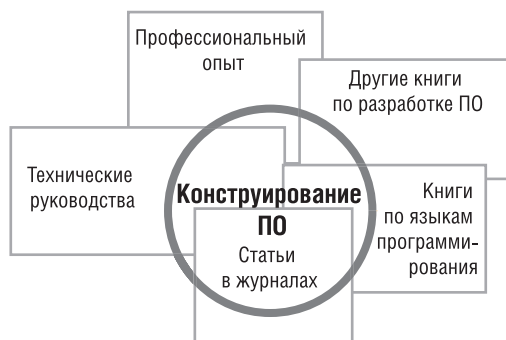 Профессиональный
опыт
Другие книги
по разработке ПО
Технические
руководства
Конструирование
ПО
Книги
по языкам
программи-
рования
Статьи
в журналах